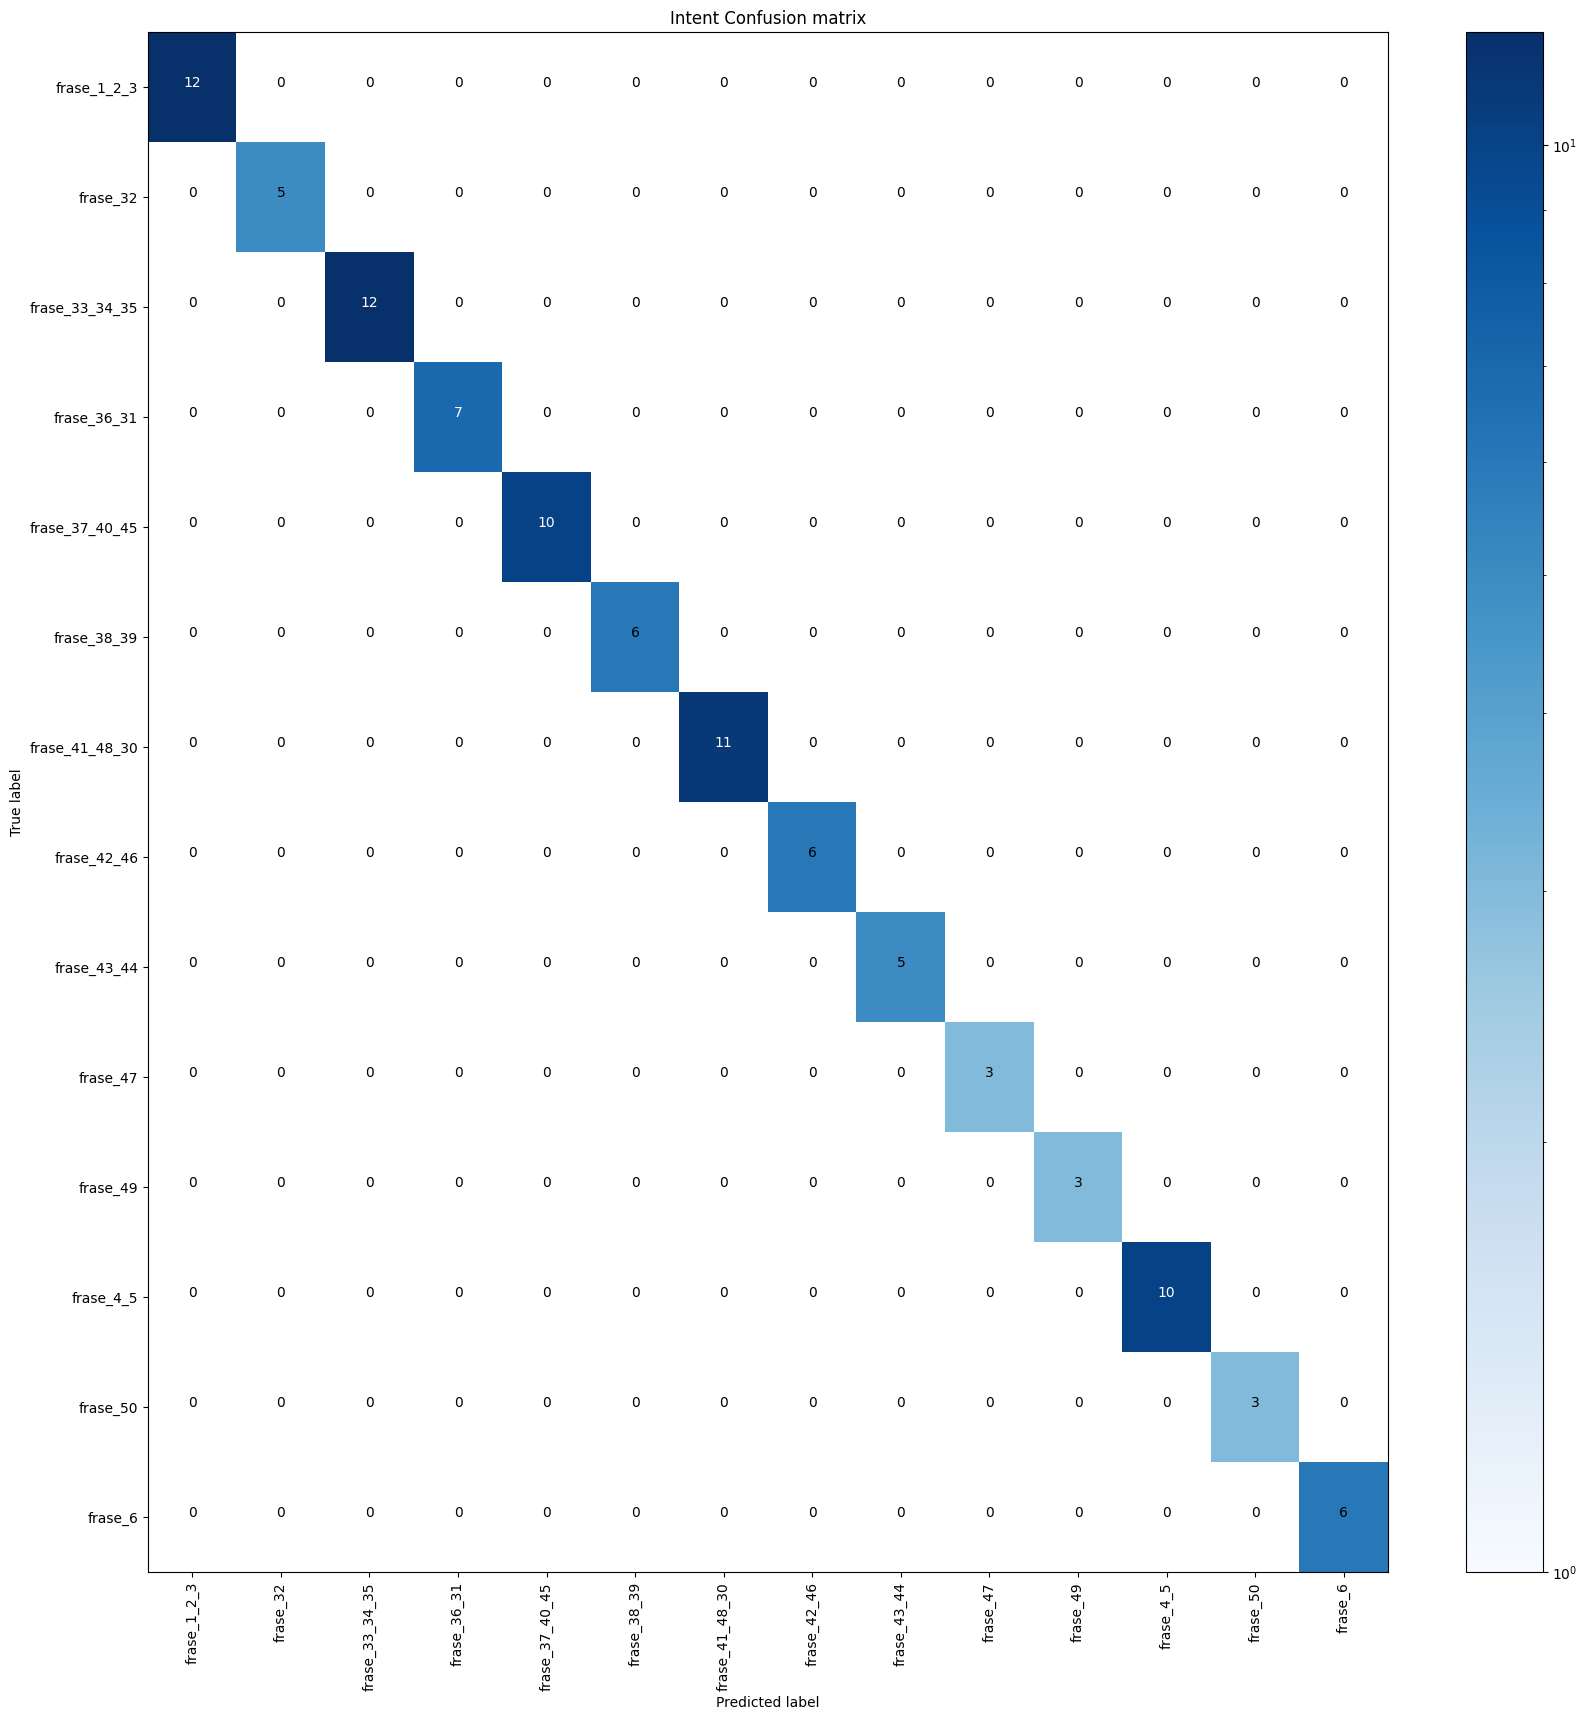 Intent Confusion matrix
frase_1_2_3 12 0 0 0 0 0 0 0 0 0 0 0 0 0
frase_32 0 5 0 0 0 0 0 0 0 0 0 0 0 0
frase_33_34_35 0 0 12 0 0 0 0 0 0 0 0 0 0 0
frase_36_31 0 0 0 7 0 0 0 0 0 0 0 0 0 0
frase_37_40_45 0 0 0 0 10 0 0 0 0 0 0 0 0 0
frase_38_39 0 0 0 0 0 6 0 0 0 0 0 0 0 0
frase_41_48_30 0 0 0 0 0 0 11 0 0 0 0 0 0 0
frase_42_46 0 0 0 0 0 0 0 6 0 0 0 0 0 0
frase_43_44 0 0 0 0 0 0 0 0 5 0 0 0 0 0
frase_47 0 0 0 0 0 0 0 0 0 3 0 0 0 0
frase_49 0 0 0 0 0 0 0 0 0 0 3 0 0 0
frase_4_5 0 0 0 0 0 0 0 0 0 0 0 10 0 0
frase_50 0 0 0 0 0 0 0 0 0 0 0 0 3 0
frase_6 0 0 0 0 0 0 0 0 0 0 0 0 0 6
True label
frase_1_2_3
frase_32
frase_33_34_35
frase_36_31
frase_37_40_45
frase_38_39
frase_41_48_30
frase_42_46
frase_43_44
frase_47
frase_49
frase_4_5
frase_50
frase_6
Predicted label
10¹
10⁰